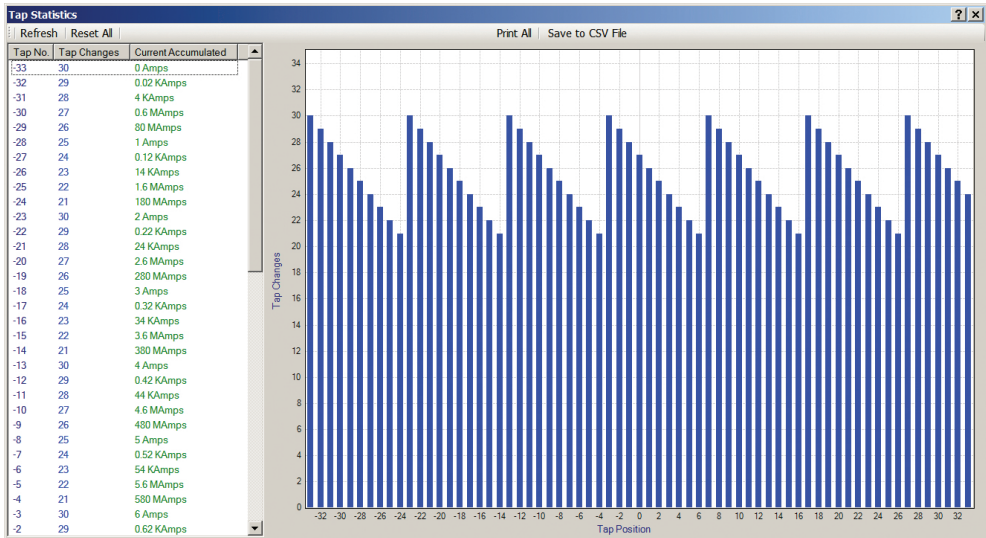 Tap Statistics
Refresh Reset All Print All Save to CSV File
Tap No. Tap Changes Current Accumulated
-33 30 0 Amps
-32 29 0.02 KAmps
-31 28 4 KAmps
-30 27 0.6 MAmps
-29 26 80 MAmps
-28 25 1 Amps
-27 24 0.12 KAmps
-26 23 14 KAmps
-25 22 1.6 MAmps
-24 21 180 MAmps
-23 30 2 Amps
-22 29 0.22 KAmps
-21 28 24 KAmps
-20 27 2.6 MAmps
-19 26 280 MAmps
-18 25 3 Amps
-17 24 0.32 KAmps
-16 23 34 KAmps
-15 22 3.6 MAmps
-14 21 380 MAmps
-13 30 4 Amps
-12 29 0.42 KAmps
-11 28 44 KAmps
-10 27 4.6 MAmps
-9 26 480 MAmps
-8 25 5 Amps
-7 24 0.52 KAmps
-6 23 54 KAmps
-5 22 5.6 MAmps
-4 21 580 MAmps
-3 30 6 Amps
-2 29 0.62 KAmps
Tap Changes
34
32
30
28
26
24
22
20
18
16
14
12
10
8
6
4
2
0
-32 -30 -28 -26 -24 -22 -20 -18 -16 -14 -12 -10 -8 -6 -4 -2 0 2 4 6 8 10 12 14 16 18 20 22 24 26 28 30 32
Tap Position